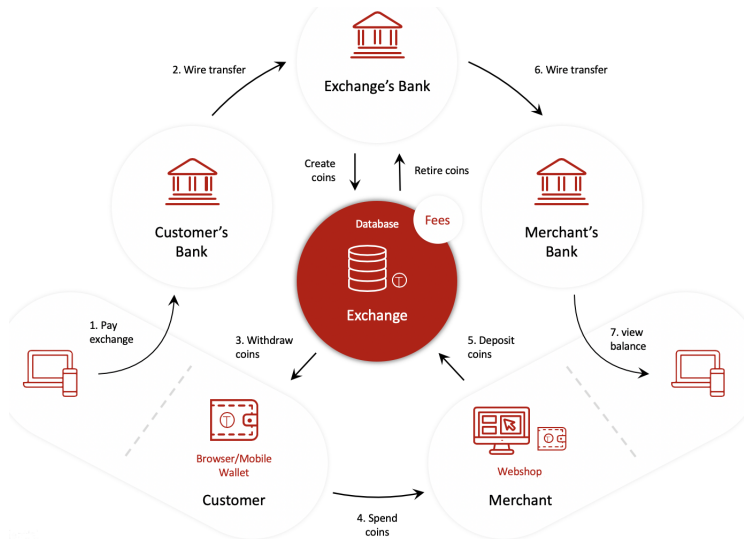 2. Wire transfer
Exchange's Bank
6. Wire transfer
Create
coins
Retire coins
Customer's
Bank
Database
Fees
Merchant's
Bank
Exchange
1. Pay
exchange
3. Withdraw
coins
5. Deposit
coins
7. view
balance
Browser/Mobile
Wallet
Customer
Webshop
Merchant
4. Spend
coins